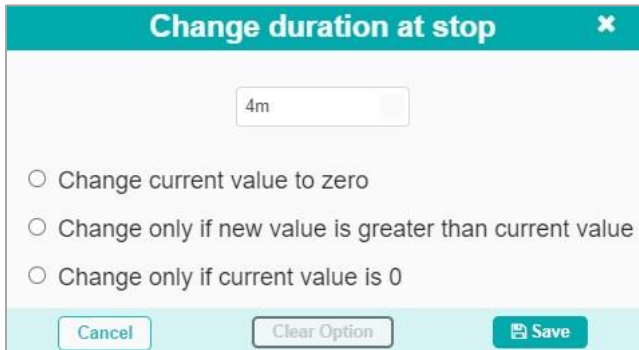 Change duration at stop
4m
Change current value to zero
Change only if new value is greater than current value
Change only if current value is 0
Cancel Clear Option Save